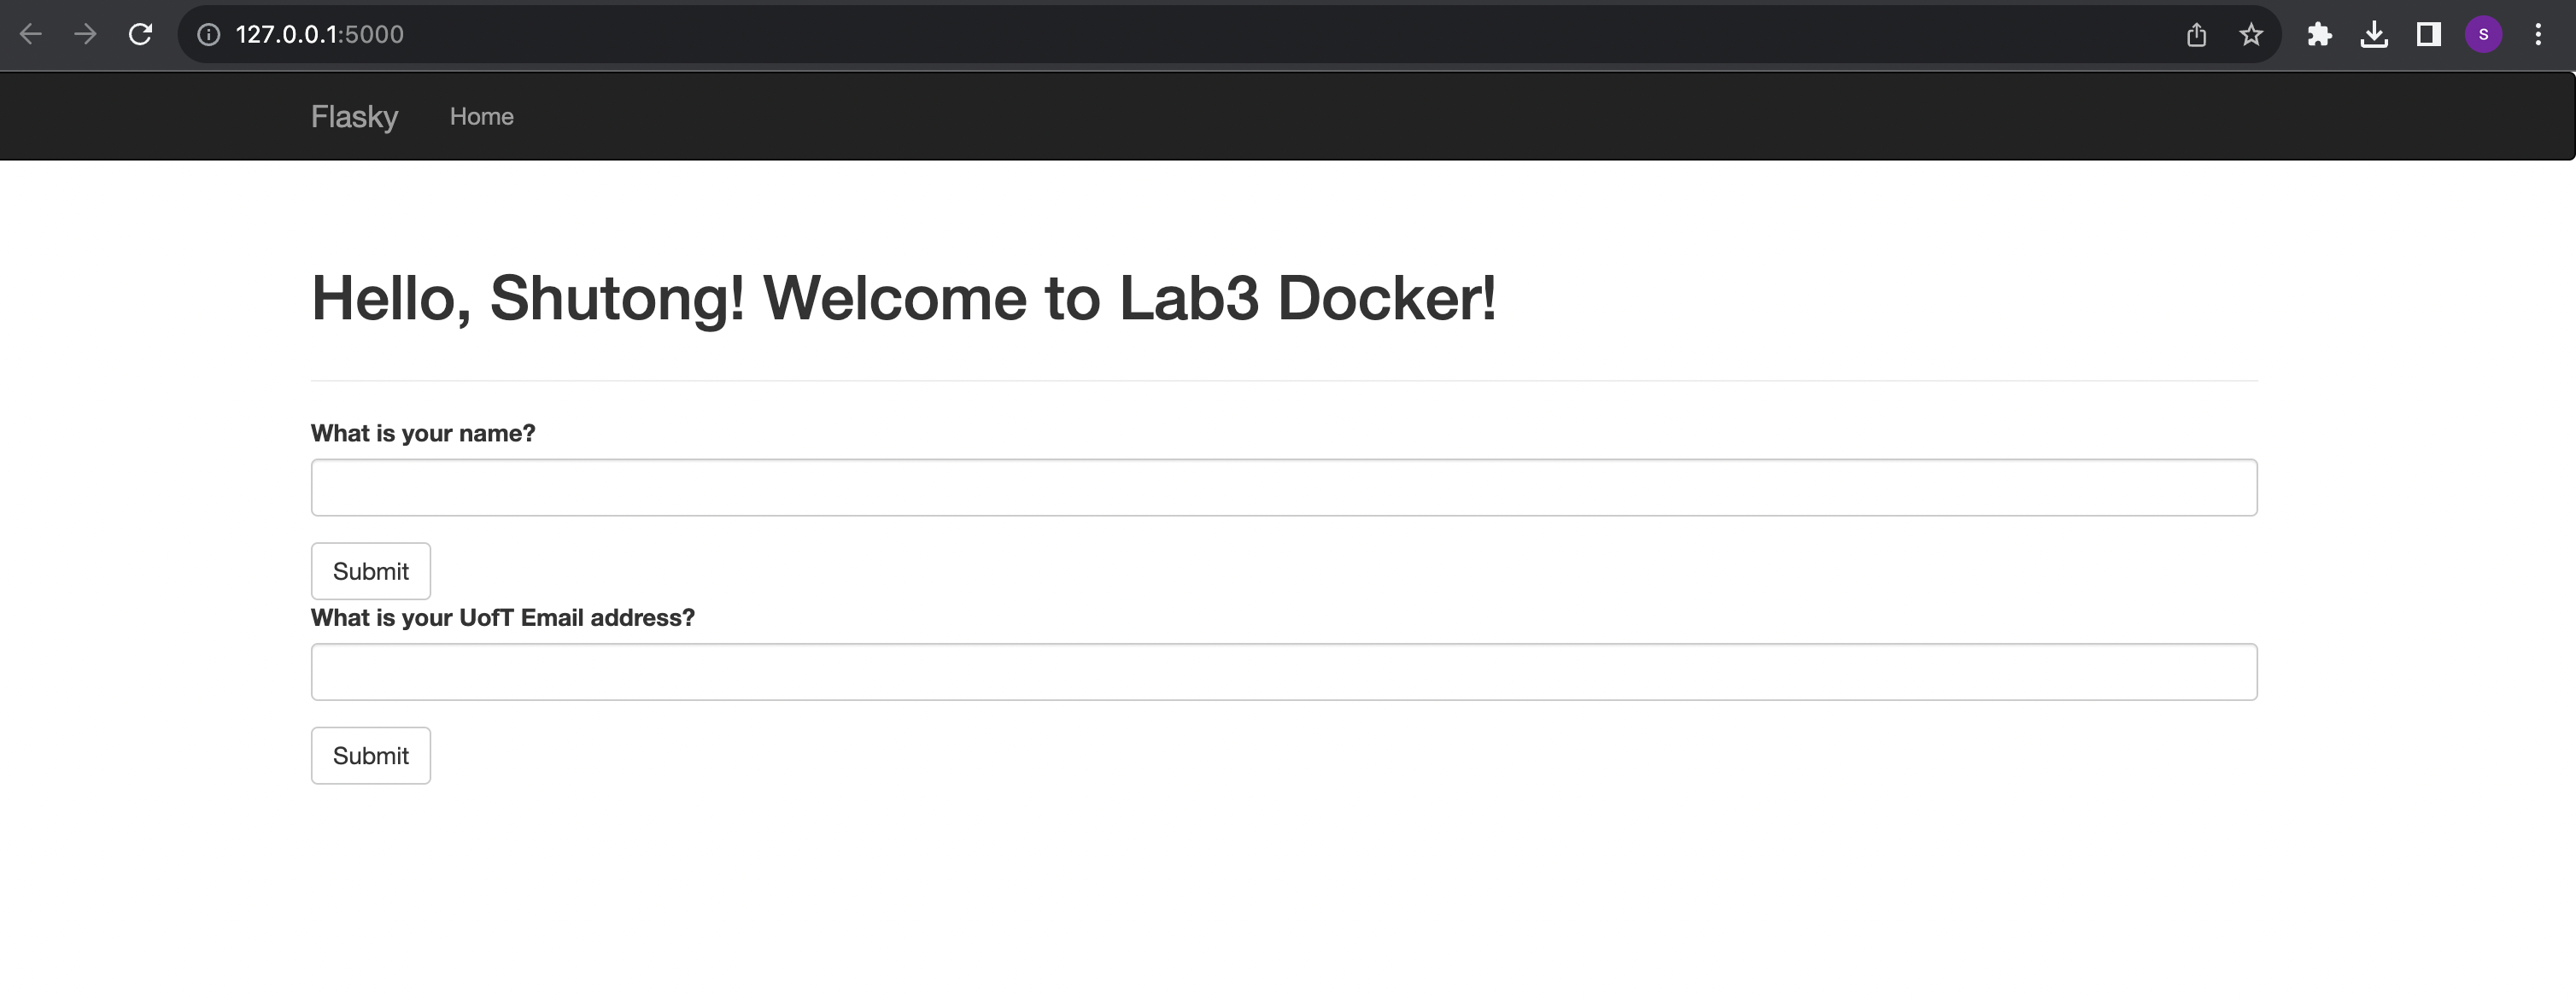 127.0.0.1:5000
S
Flasky Home
Hello, Shutong! Welcome to Lab3 Docker!
What is your name?
Submit
What is your UofT Email address?
Submit